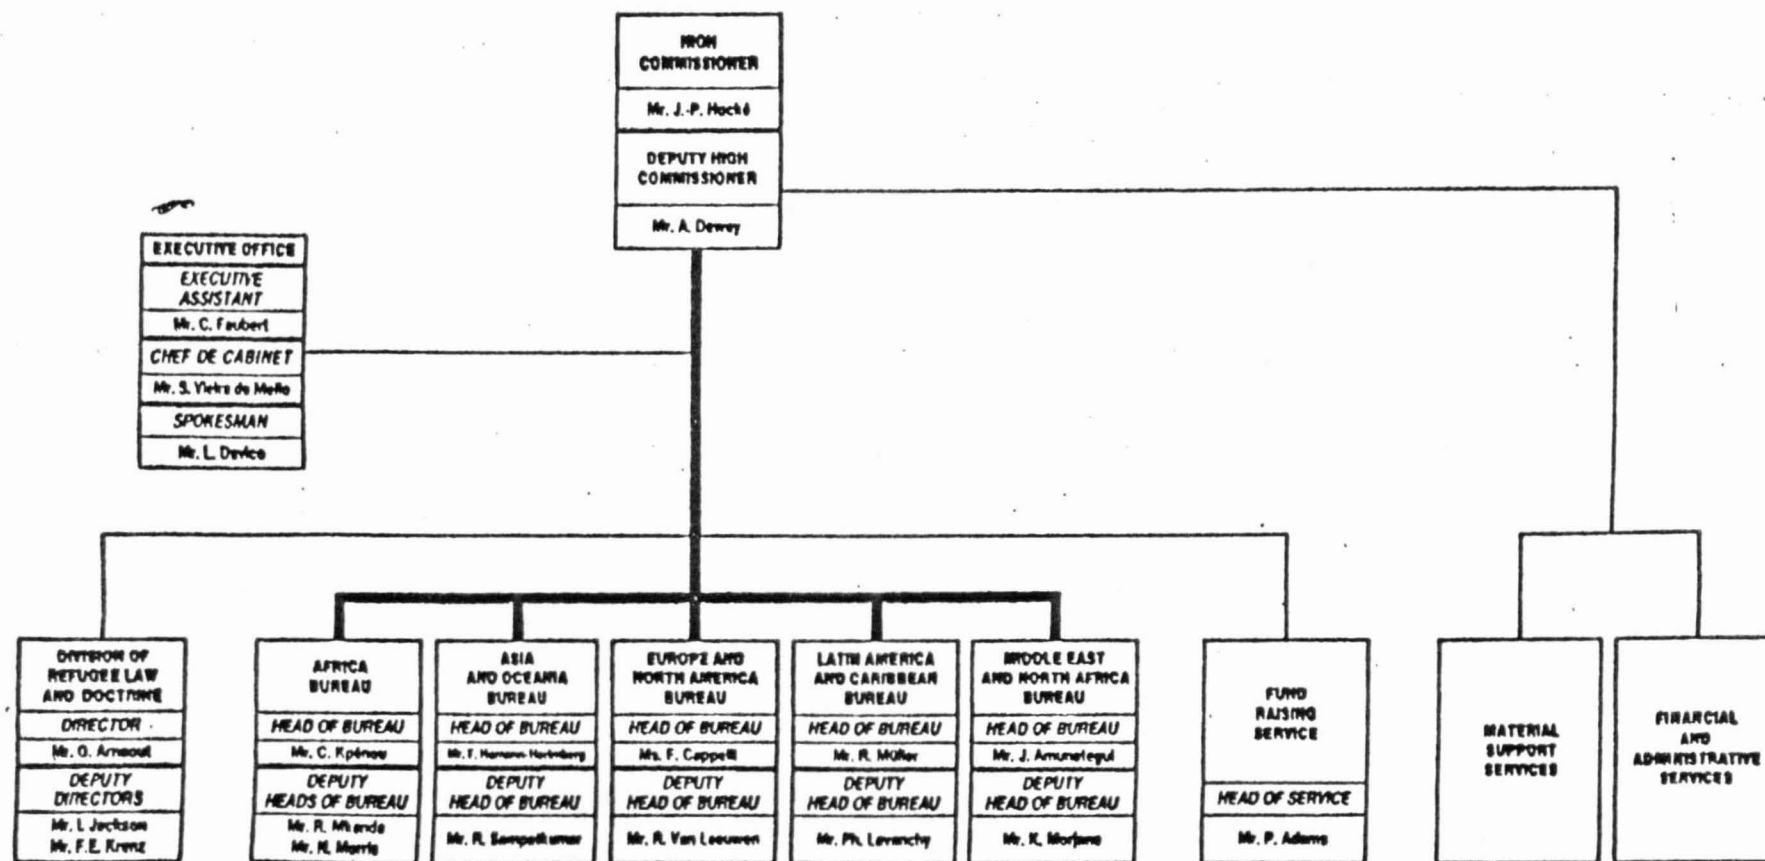 HIGH
COMMISSIONER
Mr. J.-P. Hocké
DEPUTY HIGH
COMMISSIONER
Mr. A. Dewey
EXECUTIVE OFFICE
EXECUTIVE
ASSISTANT
Mr. C. Faubert
CHEF DE CABINET
Mr. S. Vieira de Mello
SPOKESMAN
Mr. L. Davico
DIVISION OF
REFUGEE LAW
AND DOCTRINE
DIRECTOR
Mr. G. Arnaout
DEPUTY
DIRECTORS
Mr. I. Jackson
Mr. F.E. Krenz
AFRICA
BUREAU
HEAD OF BUREAU
Mr. C. Kpénou
DEPUTY
HEADS OF BUREAU
Mr. R.
Mr. N. Morris
ASIA
AND OCEANIA
BUREAU
HEAD OF BUREAU
Mr. F. Homann-Herimberg
DEPUTY
HEAD OF BUREAU
Mr. R. Sampatkumar
EUROPE AND
NORTH AMERICA
BUREAU
HEAD OF BUREAU
Ms. F. Cappelli
DEPUTY
HEAD OF BUREAU
Mr. R. Van Leeuwen
LATIN AMERICA
AND CARIBBEAN
BUREAU
HEAD OF BUREAU
Mr. R. Müller
DEPUTY
HEAD OF BUREAU
Mr. Ph. Lavanchy
MIDDLE EAST
AND NORTH AFRICA
BUREAU
HEAD OF BUREAU
Mr. J. Amunategui
DEPUTY
HEAD OF BUREAU
Mr. K. Morjane
FUND
RAISING
SERVICE
HEAD OF SERVICE
Mr. P. Adams
MATERIAL
SUPPORT
SERVICES
FINANCIAL
AND
ADMINISTRATIVE
SERVICES